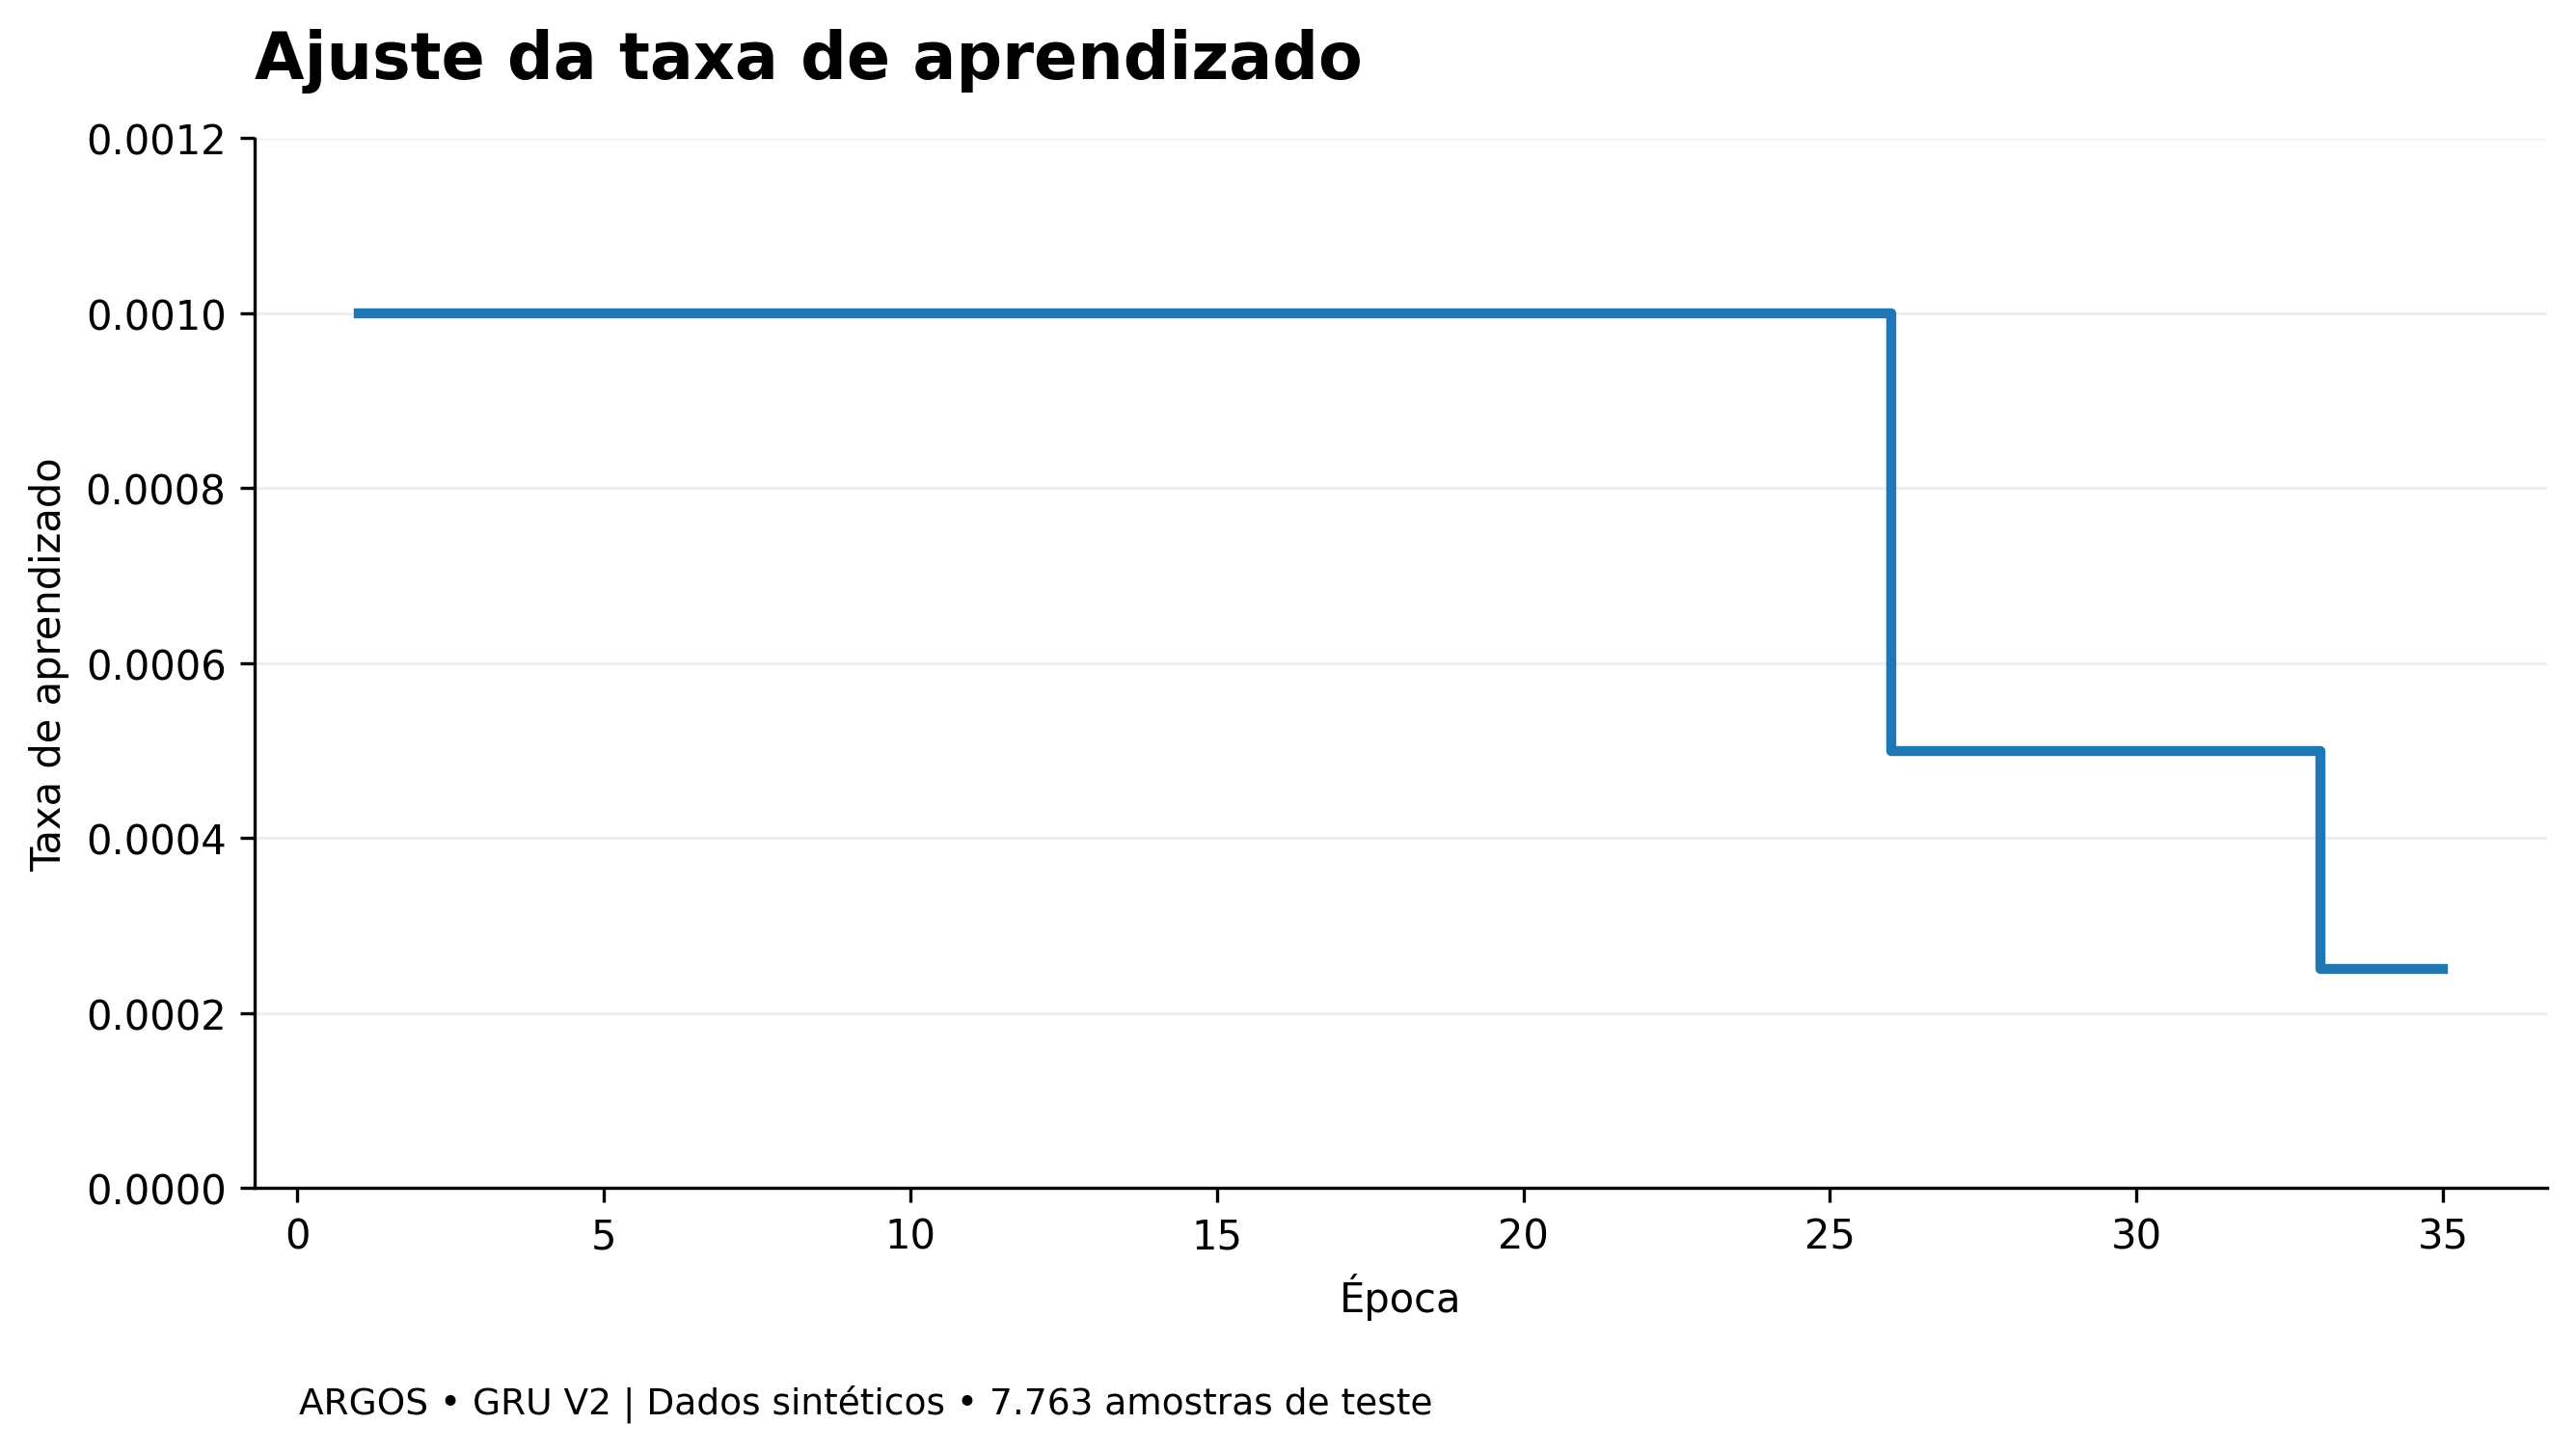 Ajuste da taxa de aprendizado
0.0012
0.0010
0.0008
0.0006
0.0004
0.0002
0.0000
Taxa de aprendizado
0 5 10 15 20 25 30 35
Época
ARGOS • GRU V2 | Dados sintéticos • 7.763 amostras de teste